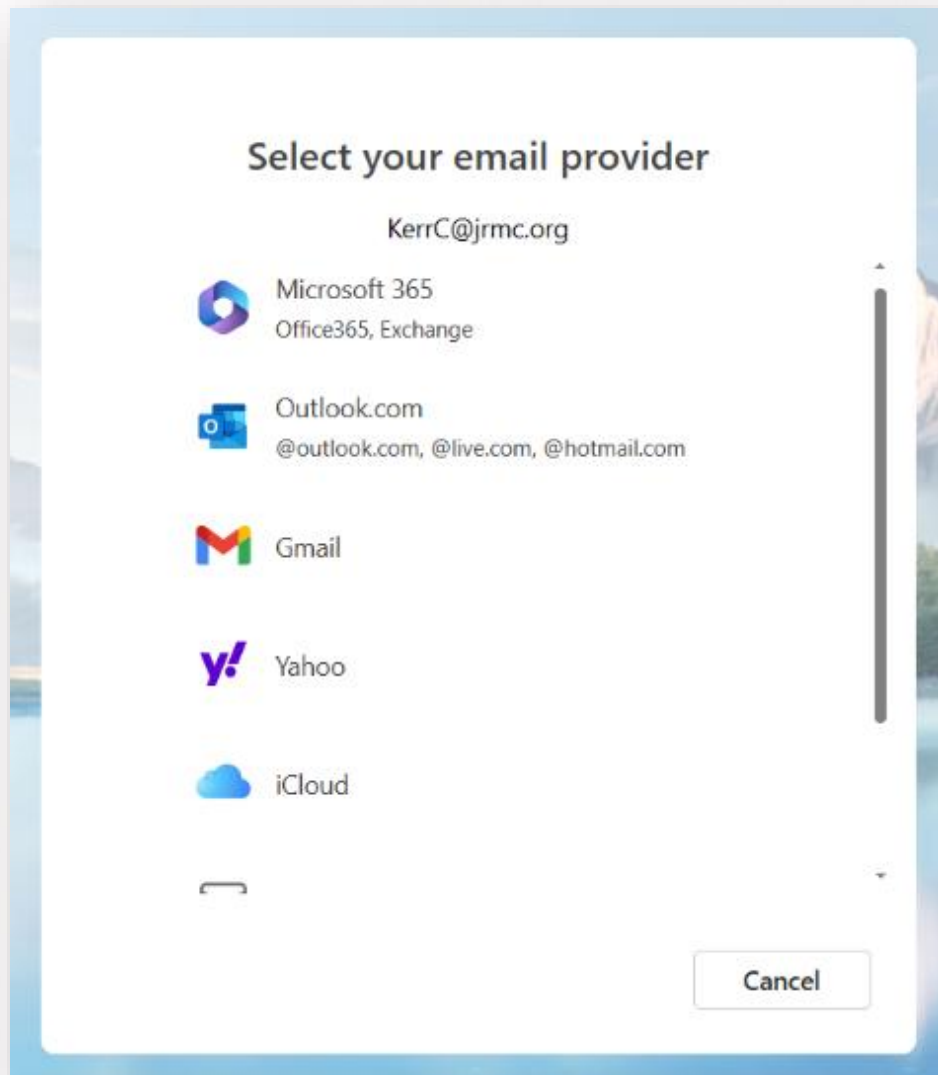 Select your email provider
KerrC@jrmc.org
Microsoft 365
Office365, Exchange
Outlook.com
@outlook.com, @live.com, @hotmail.com
Gmail
Yahoo
iCloud
Cancel